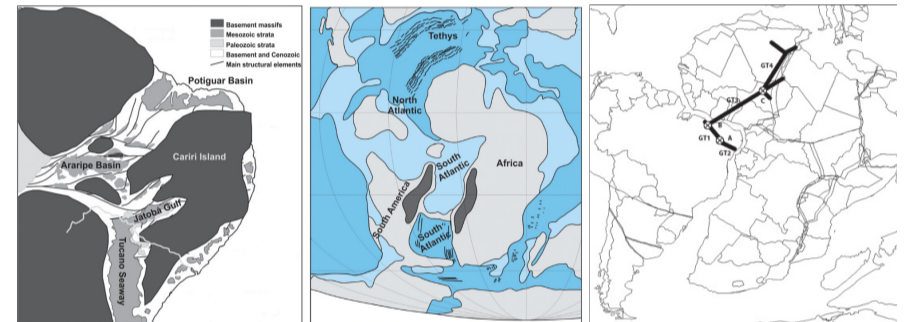 Basement massifs
Mesozoic strata
Paleozoic strata
Basement and Cenozoic
Main structural elements
Potiguar Basin
Cariri Island
Araripe Basin
Jatoba Gulf
Tucano Seaway
Tethys
North
Atlantic
South
Atlantic
Africa
South America
South
Atlantic
GT4
GT3
C
B
GT1
A
GT2